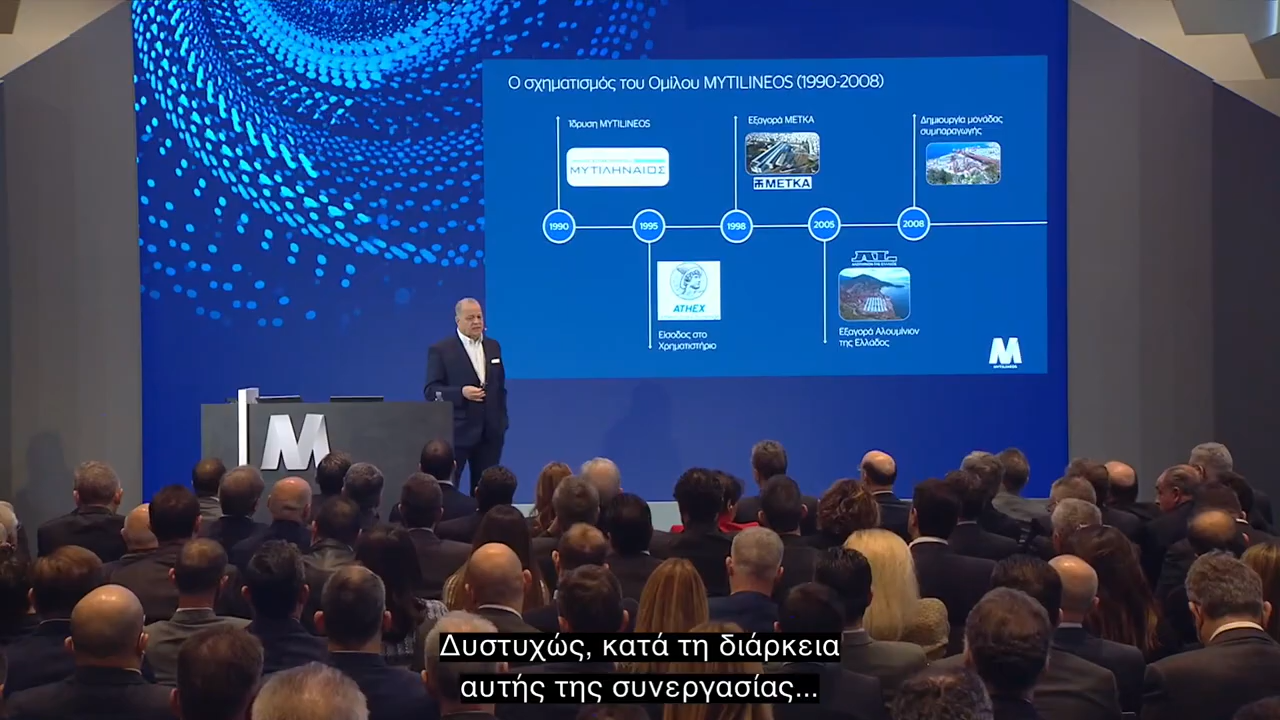 Ο σχηματισμός του Ομίλου MYTILINEOS (1990-2008)
Ίδρυση MYTILINEOS
ΜΥΤΙΛΗΝΑΙΟΣ
Εξαγορά ΜΕΤΚΑ
ΜΕΤΚΑ
Δημιουργία μονάδας
συμπαραγωγής
1990
1995
1998
2005
2008
ATHEX
Είσοδος στο
Χρηματιστήριο
Εξαγορά Αλουμίνιον
της Ελλάδος
M
MYTILINEOS
M
Δυστυχώς, κατά τη διάρκεια
αυτής της συνεργασίας...